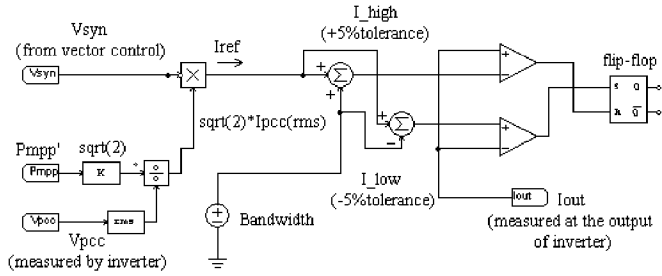 Vsyn
(from vector control)
Vsyn
Iref
I_high
(+5%tolerance)
flip-flop
S Q
R Q
sqrt(2)*Ipcc(rms)
Pmpp'
sqrt(2)
Pmpp
K
Vpcc
rms
Vpcc
(measured by inverter)
Bandwidth
I_low
(-5%tolerance)
Iout
Iout
(measured at the output
of inverter)